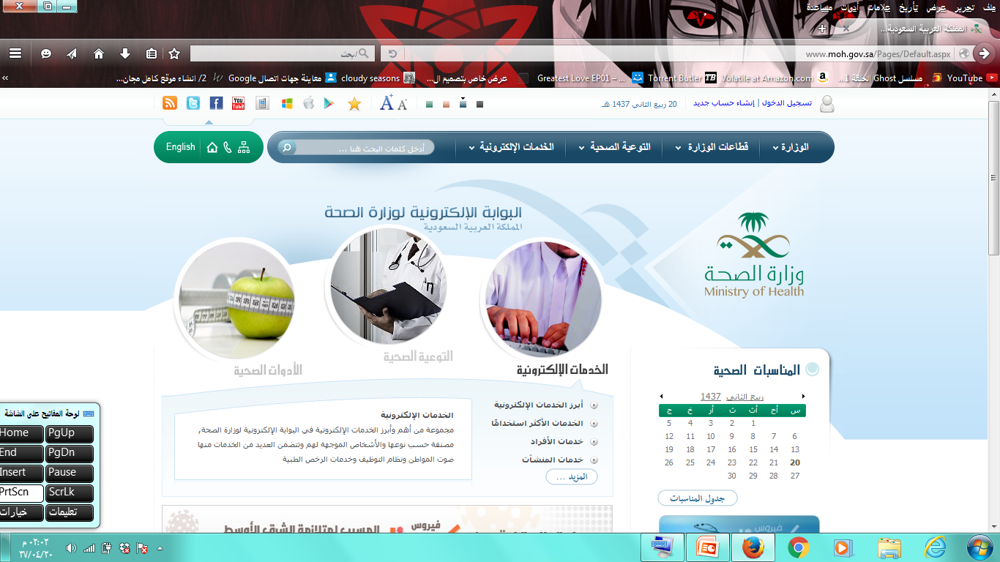 ملف تحرير عرض تأريخ علامات أدوات مساعدة
المملكة العربية السعودية...
www.moh.gov.sa/Pages/Default.aspx
ابحث
YouTube
مسلسل Ghost الحلقة 1...
Volatile at Amazon.com
Torrent Butler
Greatest Love EP01 – ...
عرض خاص بتصميم ال...
cloudy seasons
معاينة جهات اتصال Google
2/ انشاء موقع كامل مجان...
تسجيل الدخول | إنشاء حساب جديد
20 ربيع الثاني 1437 هـ
A+ A-
You Tube
الوزارة
قطاعات الوزارة
التوعية الصحية
الخدمات الإلكترونية
أدخل كلمات البحث هنا ...
English
البوابة الإلكترونية لوزارة الصحة
المملكة العربية السعودية
وزارة الصحة
Ministry of Health
الخدمات الإلكترونية
التوعية الصحية
الأدوات الصحية
أبرز الخدمات الإلكترونية
الخدمات الأكثر استخدامًا
خدمات الأفراد
خدمات المنشآت
المزيد ...
الخدمات الإلكترونية
مجموعة من أهم وأبرز الخدمات الإلكترونية في البوابة الإلكترونية لوزارة الصحة,
مصنفة حسب نوعها والأشخاص الموجهة لهم وتتضمن العديد من الخدمات منها
صوت المواطن ونظام التوظيف وخدمات الرخص الطبية
المناسبات الصحية
ربيع الثاني 1437
س أح أث ث أر خ ج
1 2 3 4 5
6 7 8 9 10 11 12
13 14 15 16 17 18 19
20 21 22 23 24 25 26
27 28 29 30
جدول المناسبات
فيروس
المسبب لمتلازمة الشرق الأوسط
فيروس
لوحة المفاتيح على الشاشة
Home PgUp
End PgDn
Insert Pause
PrtScn ScrLk
خيارات تعليمات
٠٢:٠٢ م
٣٧/٠٤/٢٠